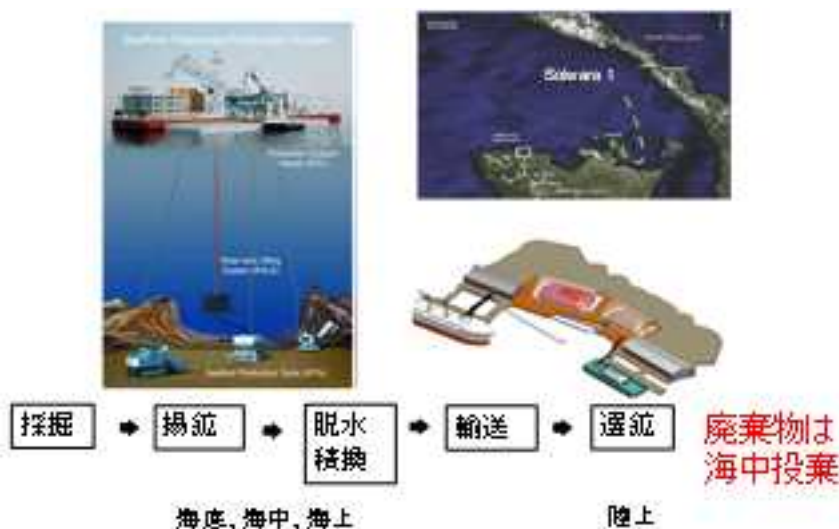 Solwara 1
採掘 ➡ 揚鉱 ➡ 脱水 ➡ 輸送 ➡ 選鉱
積換
廃棄物は
海中投棄
海底,海中,海上
陸上